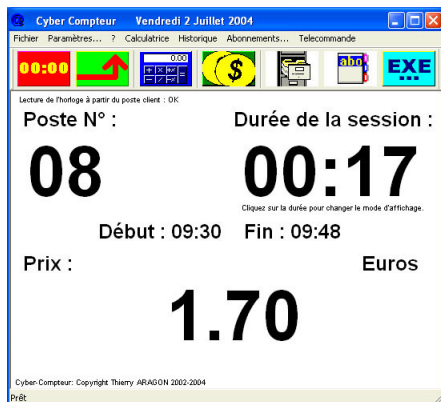 Cyber Compteur Vendredi 2 Juillet 2004
Fichier Paramètres... ? Calculatrice Historique Abonnements... Telecommande
00:00 0.00 $ abo EXE
Lecture de l'horloge à partir du poste client : OK
Poste N° : Durée de la session :
08 00:17
Cliquez sur la durée pour changer le mode d'affichage.
Début : 09:30 Fin : 09:48
Prix : Euros
1.70
Cyber-Compteur: Copyright Thierry ARAGON 2002-2004
Prêt